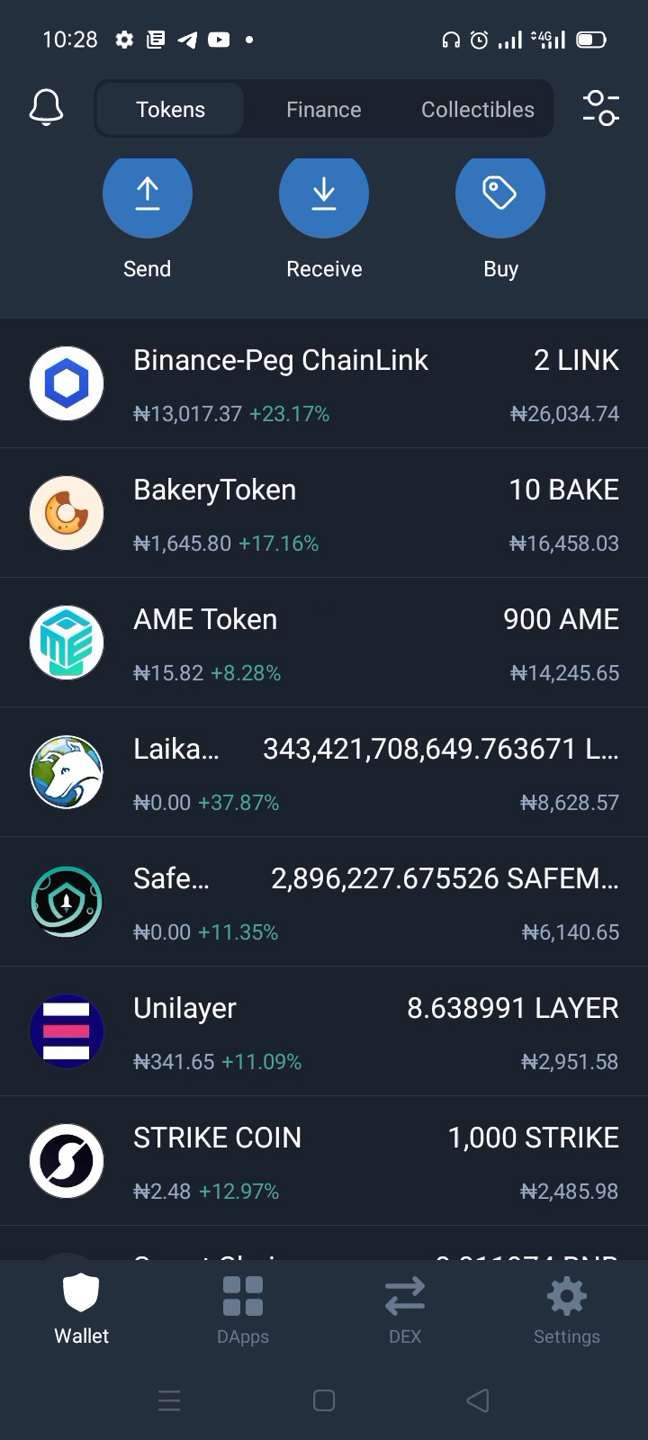 10:28
4G
Tokens Finance Collectibles
Send Receive Buy
Binance-Peg ChainLink 2 LINK
₦13,017.37 +23.17% ₦26,034.74
BakeryToken 10 BAKE
₦1,645.80 +17.16% ₦16,458.03
AME Token 900 AME
₦15.82 +8.28% ₦14,245.65
Laika... 343,421,708,649.763671 L...
₦0.00 +37.87% ₦8,628.57
Safe... 2,896,227.675526 SAFEM...
₦0.00 +11.35% ₦6,140.65
Unilayer 8.638991 LAYER
₦341.65 +11.09% ₦2,951.58
STRIKE COIN 1,000 STRIKE
₦2.48 +12.97% ₦2,485.98
Wallet DApps DEX Settings